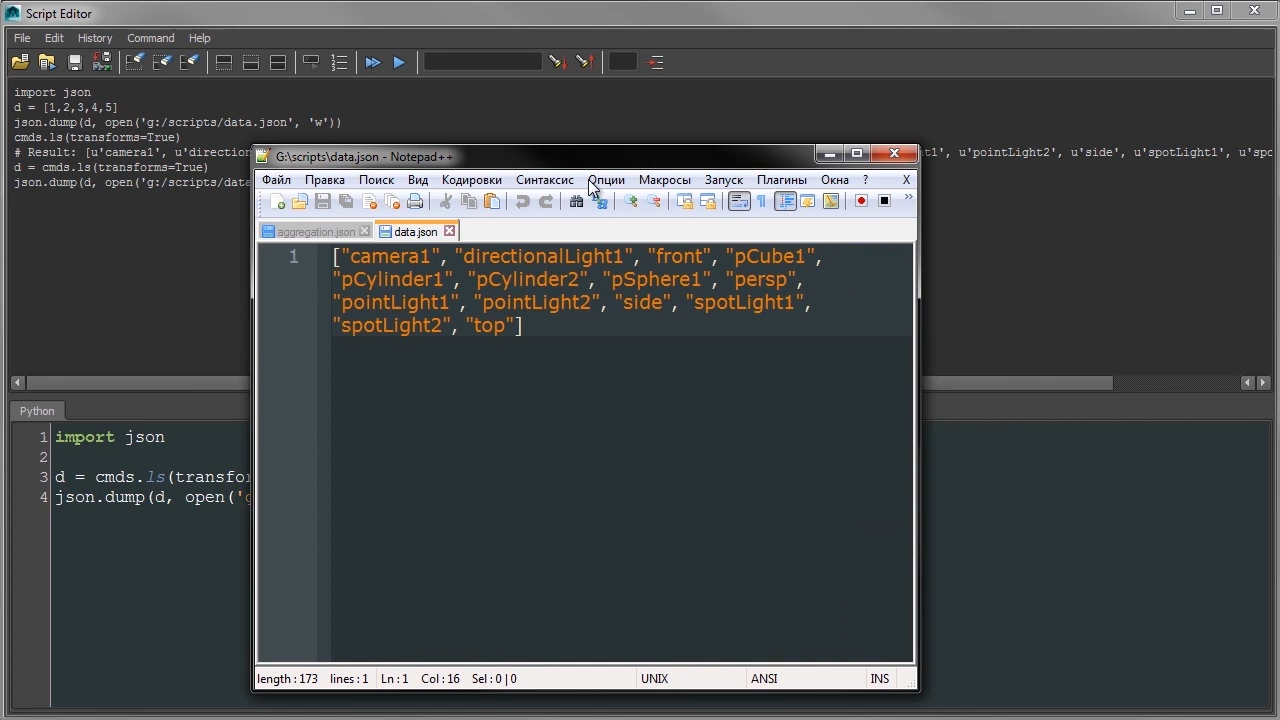 Script Editor
File Edit History Command Help
import json
d = [1,2,3,4,5]
json.dump(d, open('g:/scripts/data.json', 'w'))
cmds.ls(transforms=True)
# Result: [u'camera1', u'direction t1', u'pointLight2', u'side', u'spotLight1', u'spo
d = cmds.ls(transforms=True)
json.dump(d, open('g:/scripts/da
G:\scripts\data.json - Notepad++
Файл Правка Поиск Вид Кодировки Синтаксис Опции Макросы Запуск Плагины Окна ? X
aggregation.json data.json
1 ["camera1", "directionalLight1", "front", "pCube1",
"pCylinder1", "pCylinder2", "pSphere1", "persp",
"pointLight1", "pointLight2", "side", "spotLight1",
"spotLight2", "top"]
Python
1 import json
2
3 d = cmds.ls(transfor
4 json.dump(d, open('g
length : 173 lines : 1 Ln : 1 Col : 16 Sel : 0 | 0 UNIX ANSI INS